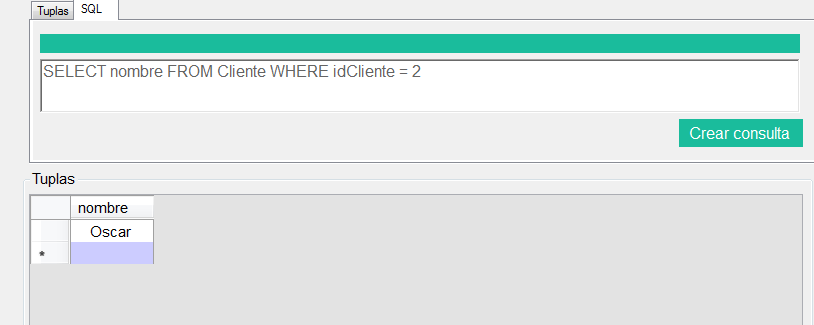 Tuplas SQL
SELECT nombre FROM Cliente WHERE idCliente = 2
Crear consulta
Tuplas
nombre
Oscar
*